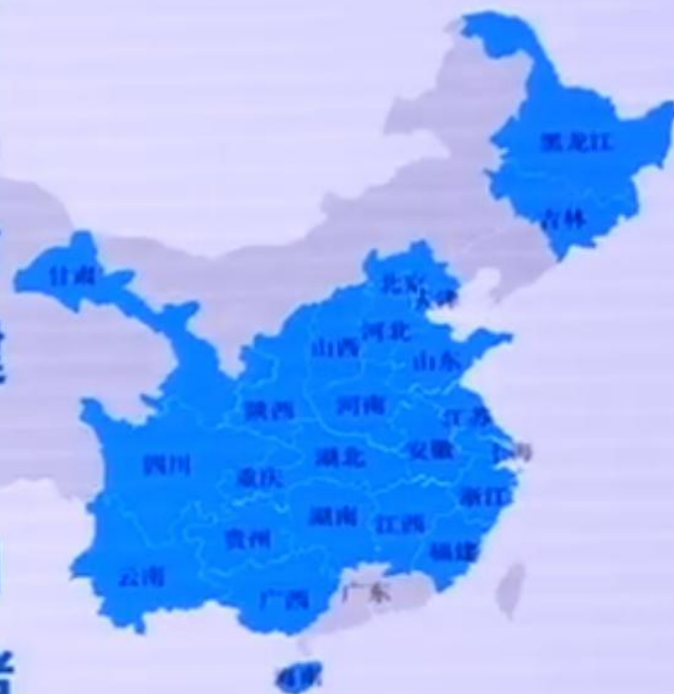 黑龙江
吉林
甘肃
北京
天津
河北
山西
山东
陕西
河南
江苏
四川
重庆
湖北
安徽
上海
浙江
贵州
湖南
江西
福建
云南
广西
广东
海南